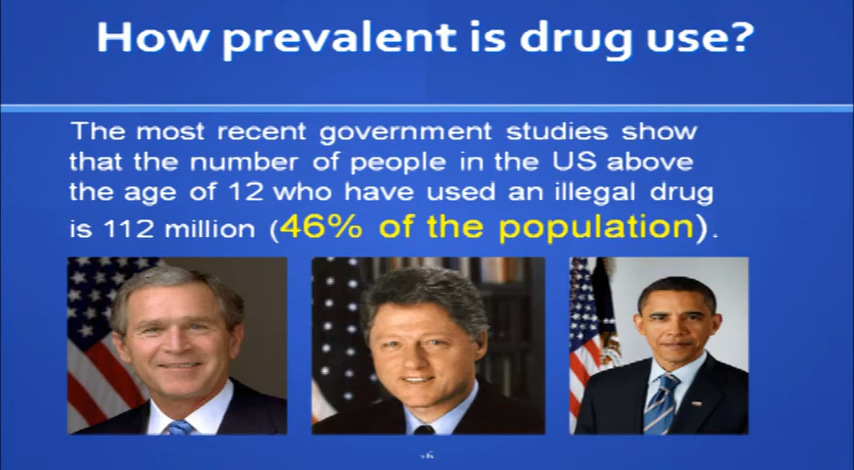 How prevalent is drug use?
The most recent government studies show
that the number of people in the US above
the age of 12 who have used an illegal drug
is 112 million (46% of the population).